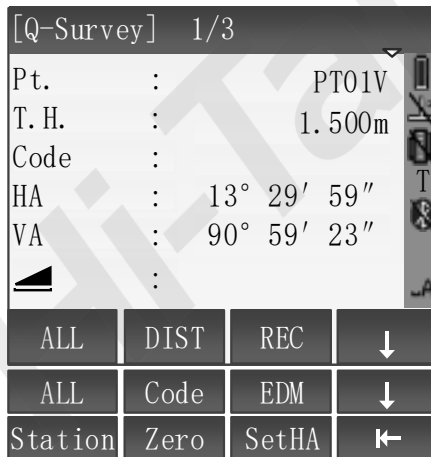 [Q-Survey] 1/3
Pt. : PT01V
T.H. : 1.500m
Code :
HA : 13° 29′ 59″
VA : 90° 59′ 23″
:
T
ALL DIST REC ↓
ALL Code EDM ↓
Station Zero SetHA